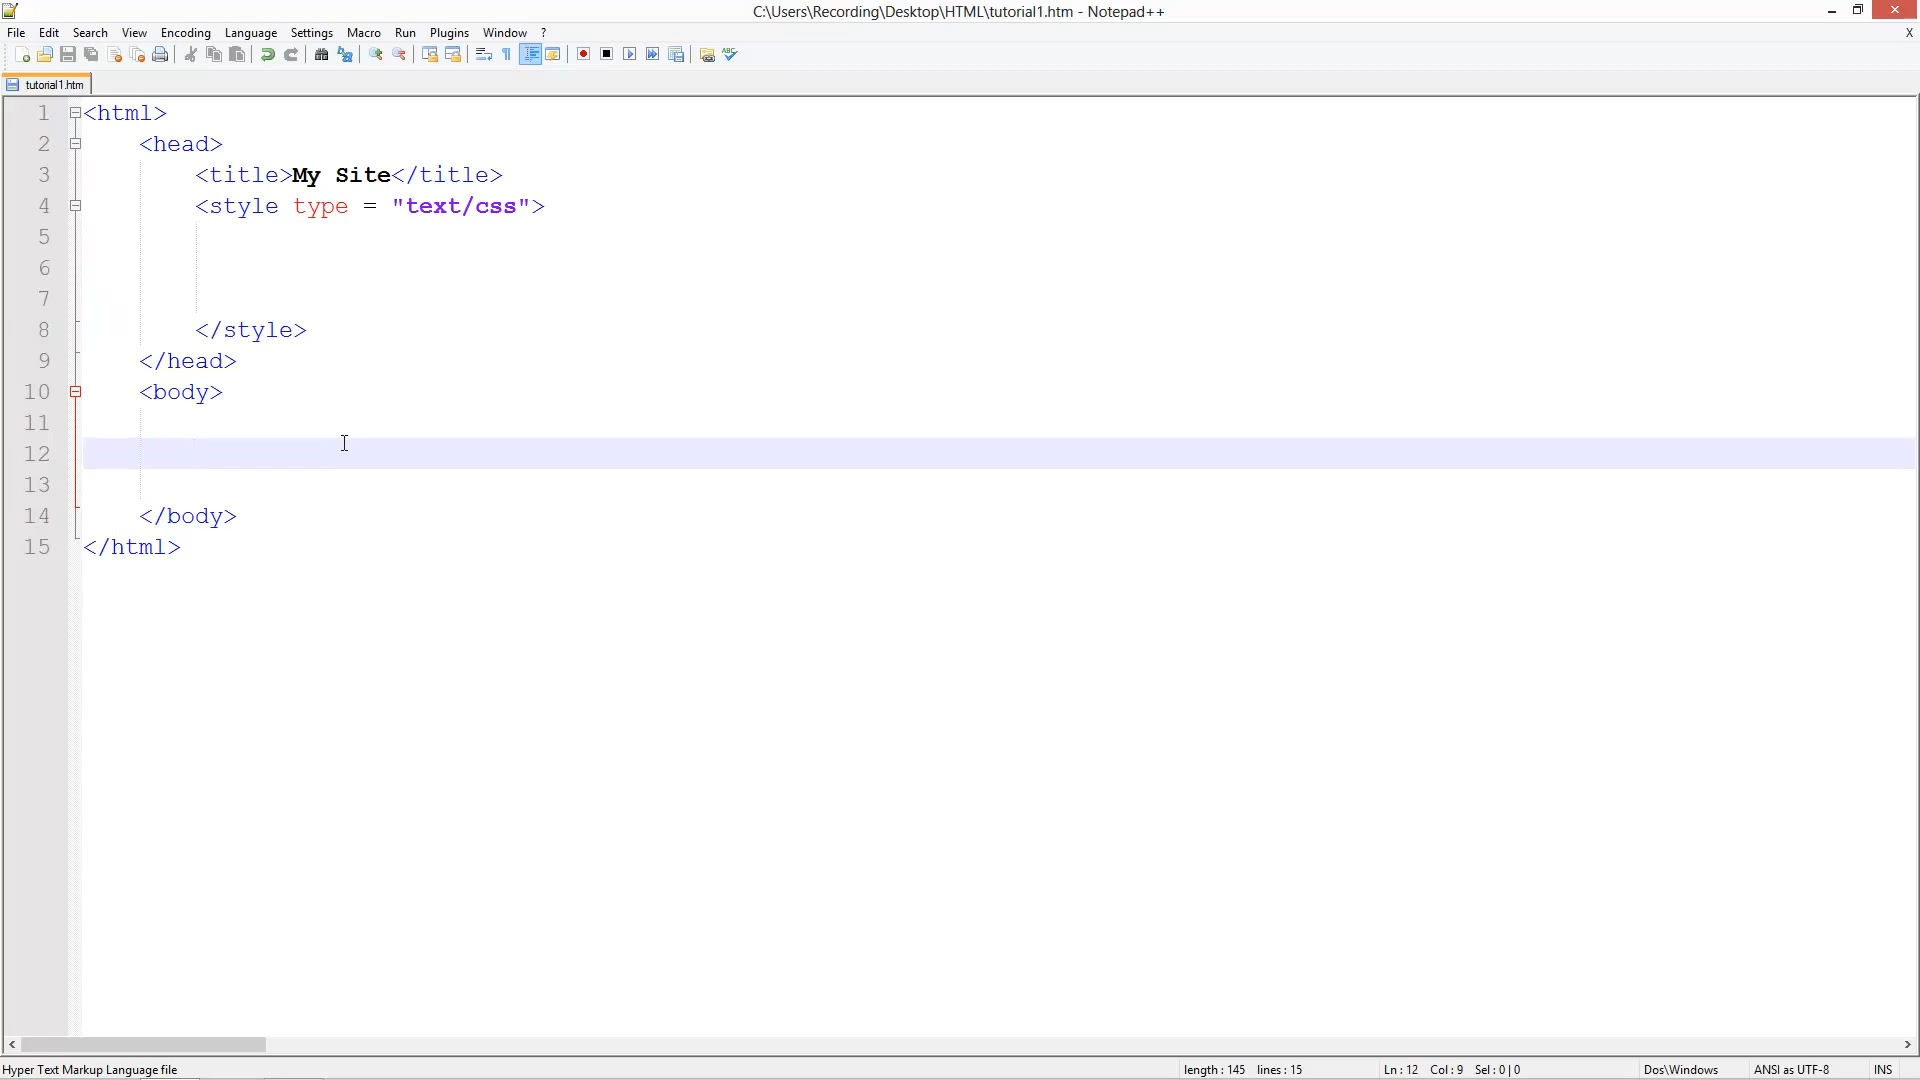 C:\Users\Recording\Desktop\HTML\tutorial1.htm - Notepad++
File Edit Search View Encoding Language Settings Macro Run Plugins Window ? X
tutorial1.htm
1 <html>
2 <head>
3 <title>My Site</title>
4 <style type = "text/css">
5
6
7
8 </style>
9 </head>
10 <body>
11
12
13
14 </body>
15 </html>
Hyper Text Markup Language file length : 145 lines : 15 Ln : 12 Col : 9 Sel : 0 | 0 Dos\Windows ANSI as UTF-8 INS